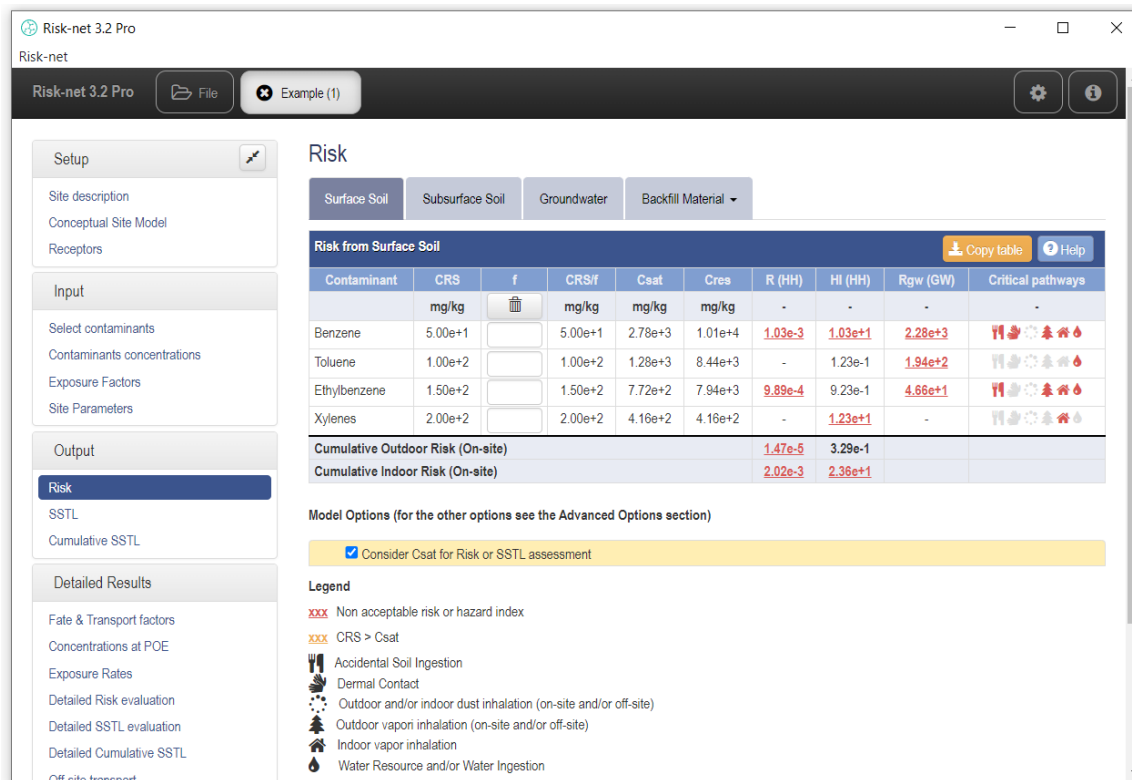 Risk-net 3.2 Pro
Risk-net
Risk-net 3.2 Pro
File
Example (1)
Setup
Site description
Conceptual Site Model
Receptors
Input
Select contaminants
Contaminants concentrations
Exposure Factors
Site Parameters
Output
Risk
SSTL
Cumulative SSTL
Detailed Results
Fate & Transport factors
Concentrations at POE
Exposure Rates
Detailed Risk evaluation
Detailed SSTL evaluation
Detailed Cumulative SSTL
Off site transport
Risk
Surface Soil Subsurface Soil Groundwater Backfill Material
Risk from Surface Soil Copy table Help
Contaminant CRS f CRS/f Csat Cres R (HH) HI (HH) Rgw (GW) Critical pathways
mg/kg mg/kg mg/kg mg/kg - - - -
Benzene 5.00e+1 5.00e+1 2.78e+3 1.01e+4 1.03e-3 1.03e+1 2.28e+3
Toluene 1.00e+2 1.00e+2 1.28e+3 8.44e+3 - 1.23e-1 1.94e+2
Ethylbenzene 1.50e+2 1.50e+2 7.72e+2 7.94e+3 9.89e-4 9.23e-1 4.66e+1
Xylenes 2.00e+2 2.00e+2 4.16e+2 4.16e+2 - 1.23e+1 -
Cumulative Outdoor Risk (On-site) 1.47e-5 3.29e-1
Cumulative Indoor Risk (On-site) 2.02e-3 2.36e+1
Model Options (for the other options see the Advanced Options section)
Consider Csat for Risk or SSTL assessment
Legend
xxx Non acceptable risk or hazard index
xxx CRS > Csat
Accidental Soil Ingestion
Dermal Contact
Outdoor and/or indoor dust inhalation (on-site and/or off-site)
Outdoor vapori inhalation (on-site and/or off-site)
Indoor vapor inhalation
Water Resource and/or Water Ingestion